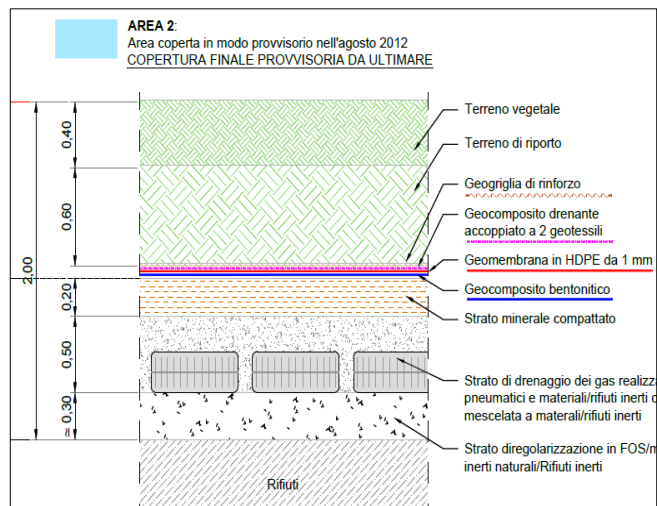 AREA 2:
Area coperta in modo provvisorio nell'agosto 2012
COPERTURA FINALE PROVVISORIA DA ULTIMARE
0,40
0,60
2,00
0,20
0,50
≈ 0,30
Terreno vegetale
Terreno di riporto
Geogriglia di rinforzo
Geocomposito drenante
accoppiato a 2 geotessili
Geomembrana in HDPE da 1 mm
Geocomposito bentonitico
Strato minerale compattato
Strato di drenaggio dei gas realizza
pneumatici e materiali/rifiuti inerti
mescelata a materali/rifiuti inerti
Strato diregolarizzazione in FOS/m
inerti naturali/Rifiuti inerti
Rifiuti